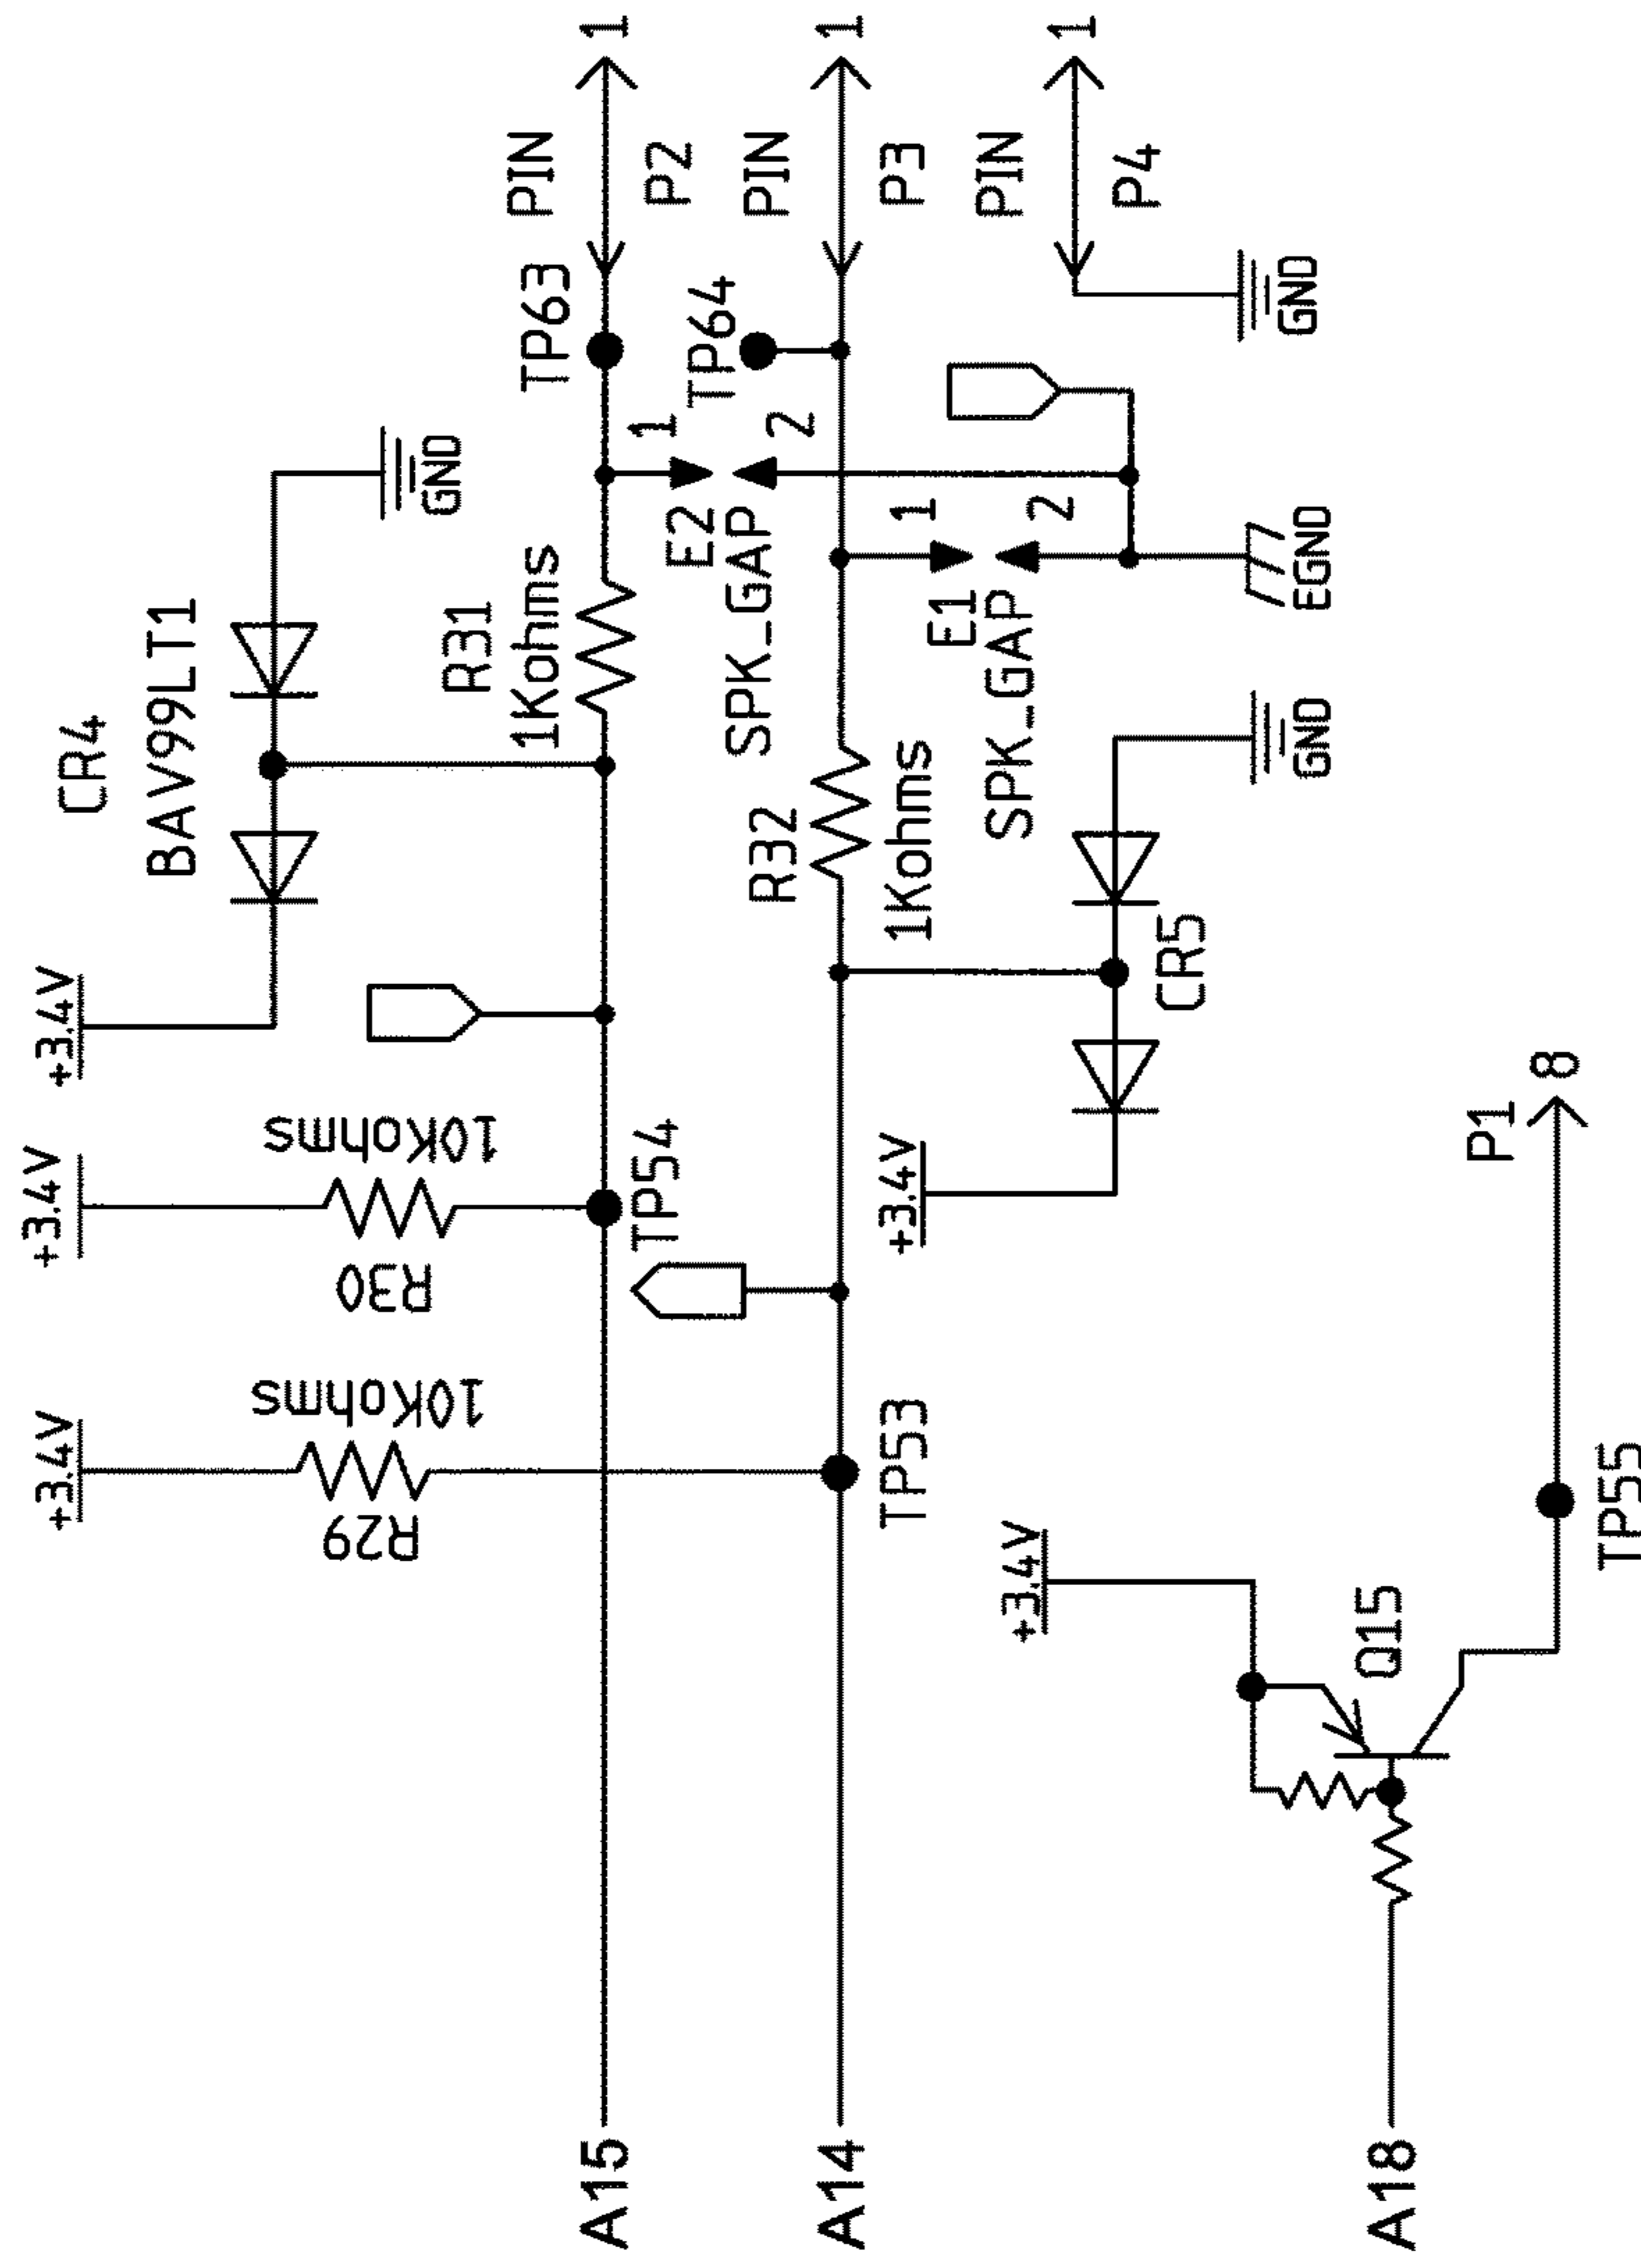 CR4
BAV99LT1
+3.4V
+3.4V
+3.4V
GND
R29
10Kohms
R30
10Kohms
R31
1Kohms
TP63
PIN
1
A15
TP54
E2
SPK_GAP
1
2
TP64
P2
PIN
1
A14
TP53
R32
1Kohms
E1
SPK_GAP
1
2
P3
PIN
1
+3.4V
CR5
GND
EGND
GND
P4
+3.4V
Q15
P1
8
A18
TP55